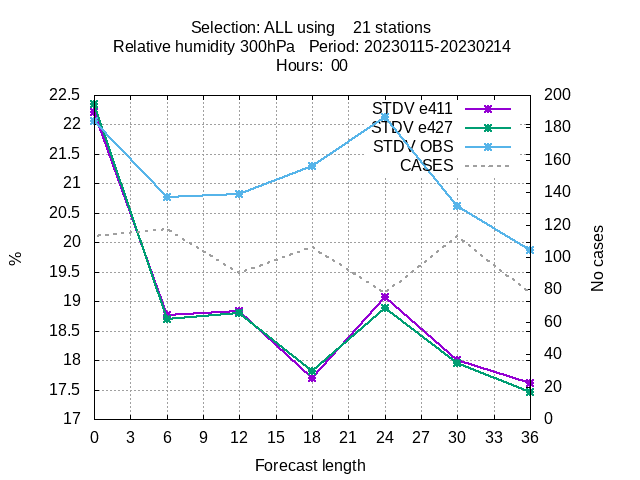 Selection: ALL using    21 stations
Relative humidity 300hPa   Period: 20230115-20230214
Hours:  00
STDV e411
STDV e427
STDV OBS
CASES
%
22.5
22
21.5
21
20.5
20
19.5
19
18.5
18
17.5
17
200
180
160
140
120
100
80
60
40
20
0
No cases
0 3 6 9 12 15 18 21 24 27 30 33 36
Forecast length